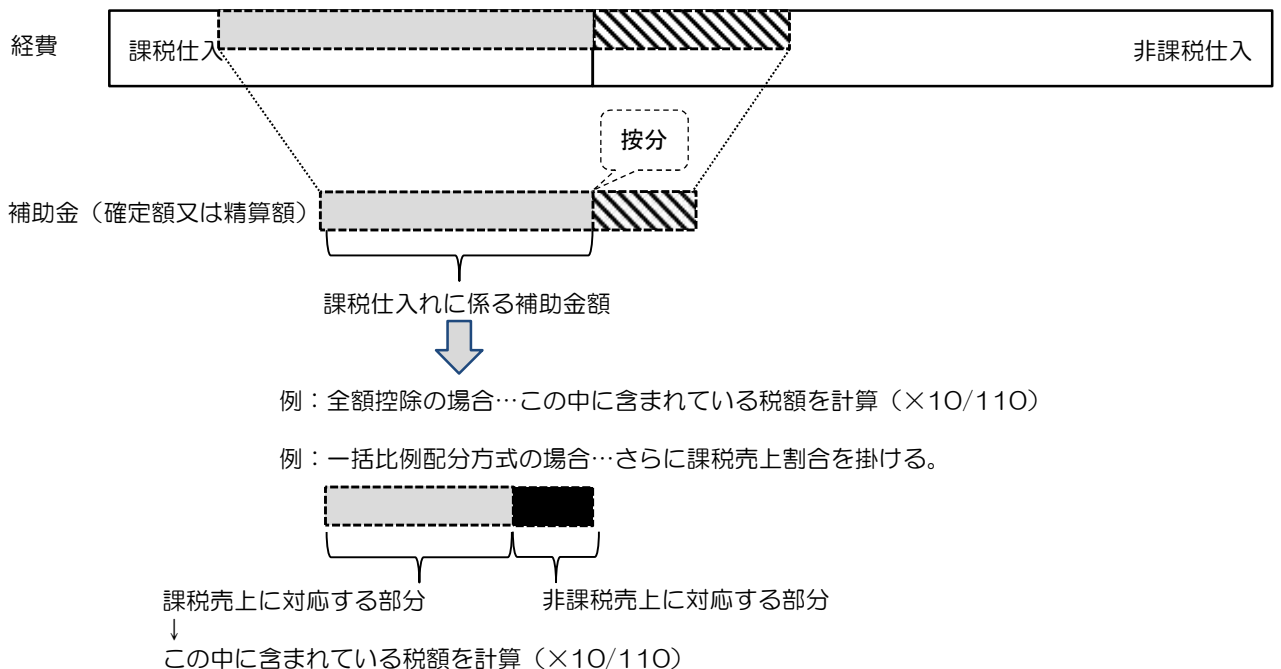 経費
課税仕入
非課税仕入
按分
補助金（確定額又は精算額）
課税仕入れに係る補助金額
例：全額控除の場合…この中に含まれている税額を計算（×10/110）
例：一括比例配分方式の場合…さらに課税売上割合を掛ける。
課税売上に対応する部分
非課税売上に対応する部分
↓
この中に含まれている税額を計算（×10/110）